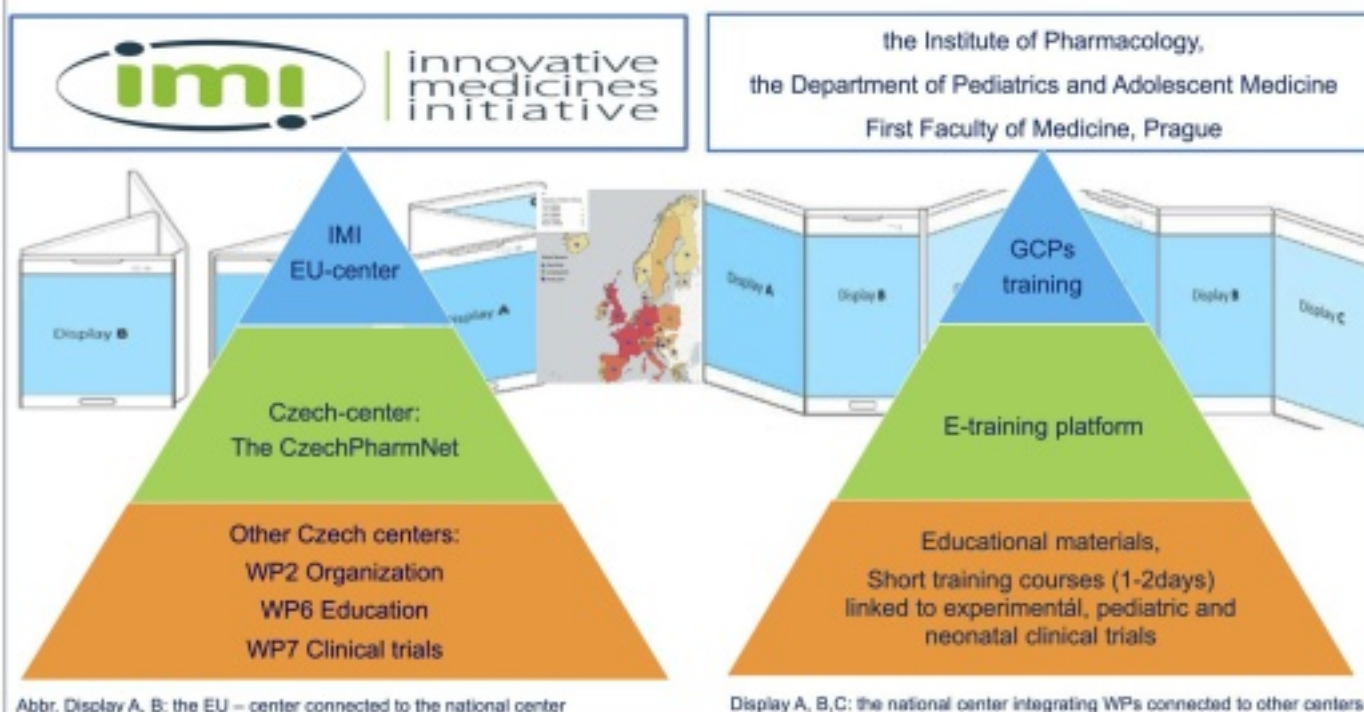 imi
innovative
medicines
initiative
the Institute of Pharmacology,
the Department of Pediatrics and Adolescent Medicine
First Faculty of Medicine, Prague
IMI
EU-center
Display B
Display A
Czech-center:
The CzechPharmNet
Other Czech centers:
WP2 Organization
WP6 Education
WP7 Clinical trials
Abbr. Display A, B: the EU – center connected to the national center
GCPs
training
Display A
Display B
Display B
Display C
E-training platform
Educational materials,
Short training courses (1-2days)
linked to experimentál, pediatric and
neonatal clinical trials
Display A, B,C: the national center integrating WPs connected to other centers